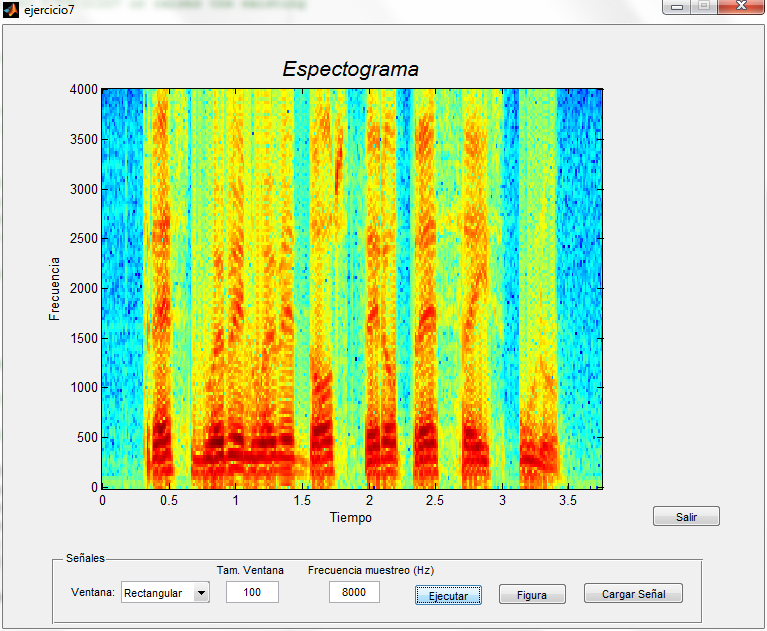 ejercicio7
Espectograma
4000
3500
3000
2500
2000
1500
1000
500
0
Frecuencia
0 0.5 1 1.5 2 2.5 3 3.5
Tiempo
Salir
Señales
Tam. Ventana Frecuencia muestreo (Hz)
Ventana: Rectangular 100 8000 Ejecutar Figura Cargar Señal